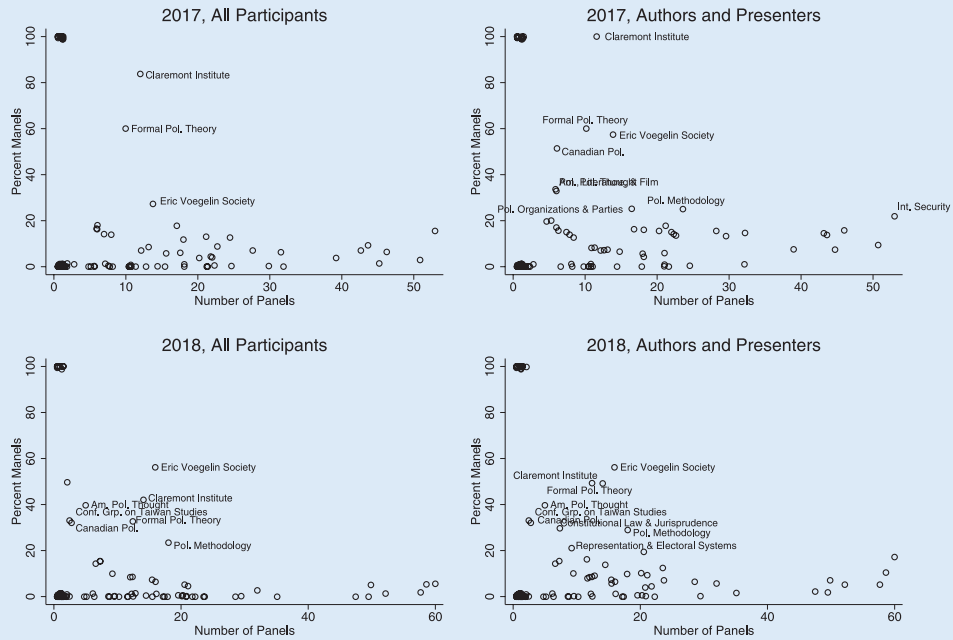 2017, All Participants
Percent Manels
100
80
60
40
20
0
Claremont Institute
Formal Pol. Theory
Eric Voegelin Society
0 10 20 30 40 50
Number of Panels
2017, Authors and Presenters
Percent Manels
100
80
60
40
20
0
Claremont Institute
Formal Pol. Theory
Eric Voegelin Society
Canadian Pol.
Pol. Organizations & Parties
Pol. Methodology
Int. Security
0 10 20 30 40 50
Number of Panels
2018, All Participants
Percent Manels
100
80
60
40
20
0
Eric Voegelin Society
Claremont Institute
Am. Pol. Thought
Conf. Grp. on Taiwan Studies
Formal Pol. Theory
Canadian Pol.
Pol. Methodology
0 20 40 60
Number of Panels
2018, Authors and Presenters
Percent Manels
100
80
60
40
20
0
Eric Voegelin Society
Claremont Institute
Formal Pol. Theory
Am. Pol. Thought
Conf. Grp. on Taiwan Studies
Canadian Pol.
Constitutional Law & Jurisprudence
Pol. Methodology
Representation & Electoral Systems
0 20 40 60
Number of Panels